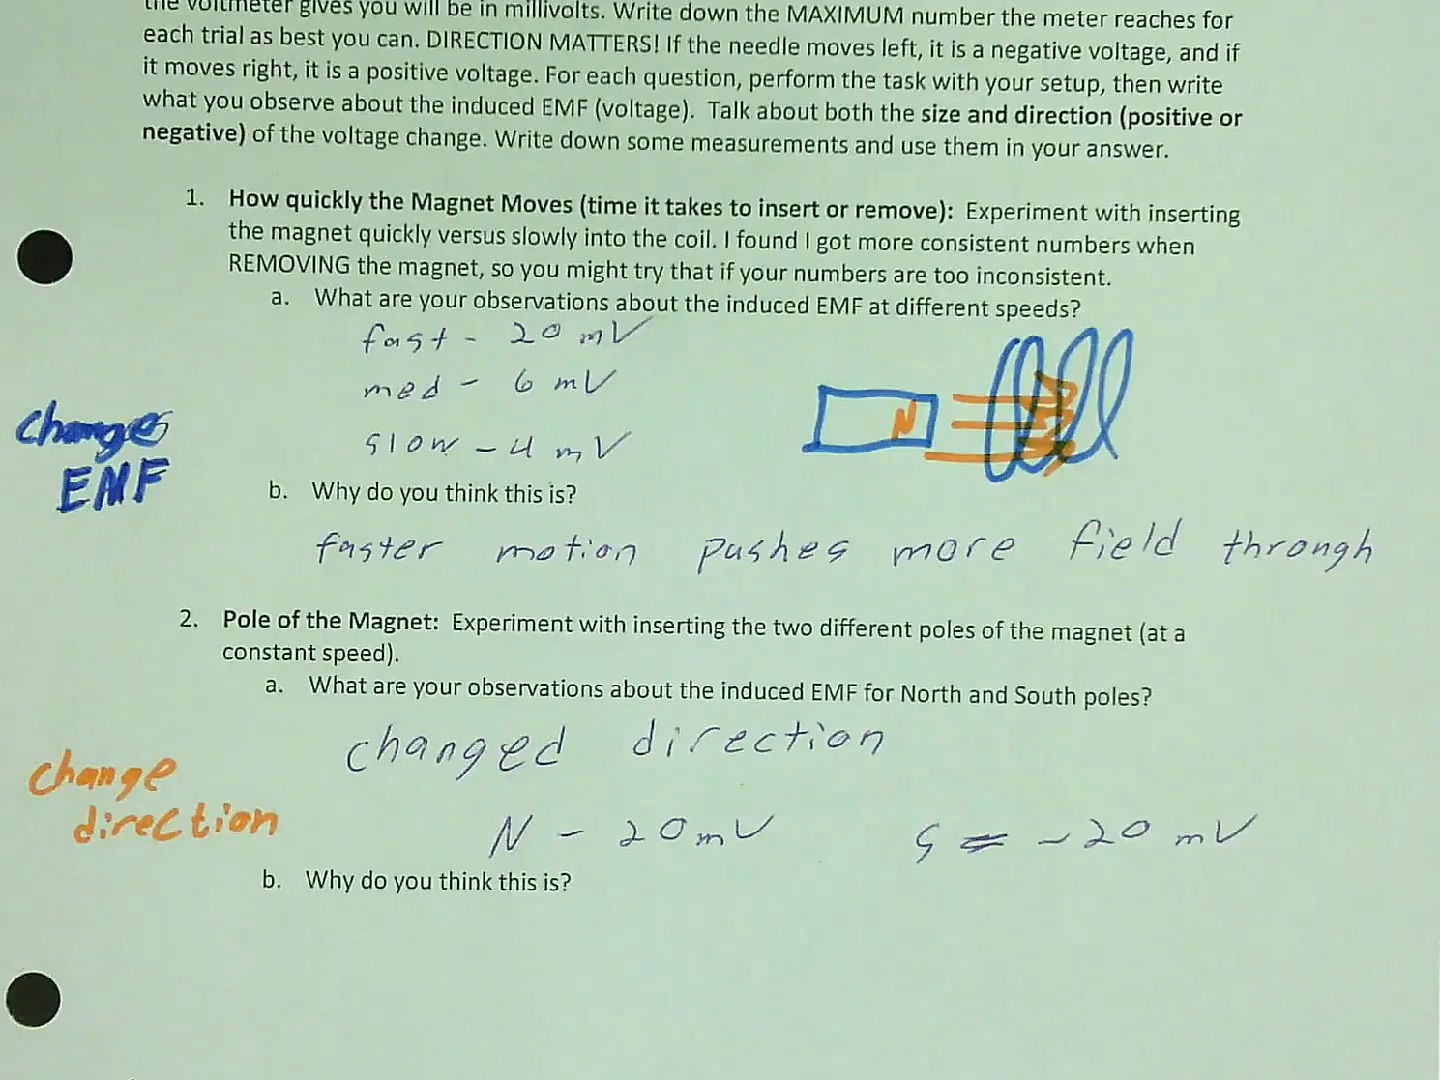 the voltmeter gives you will be in millivolts. Write down the MAXIMUM number the meter reaches for
each trial as best you can. DIRECTION MATTERS! If the needle moves left, it is a negative voltage, and if
it moves right, it is a positive voltage. For each question, perform the task with your setup, then write
what you observe about the induced EMF (voltage). Talk about both the size and direction (positive or
negative) of the voltage change. Write down some measurements and use them in your answer.
1. How quickly the Magnet Moves (time it takes to insert or remove): Experiment with inserting
the magnet quickly versus slowly into the coil. I found I got more consistent numbers when
REMOVING the magnet, so you might try that if your numbers are too inconsistent.
a. What are your observations about the induced EMF at different speeds?
fast - 20 mV
med - 6 mV
slow - 4 mV
N
changes
EMF
b. Why do you think this is?
faster motion pushes more field through
2. Pole of the Magnet: Experiment with inserting the two different poles of the magnet (at a
constant speed).
a. What are your observations about the induced EMF for North and South poles?
changed direction
change
direction
N - 20mV S = -20 mV
b. Why do you think this is?